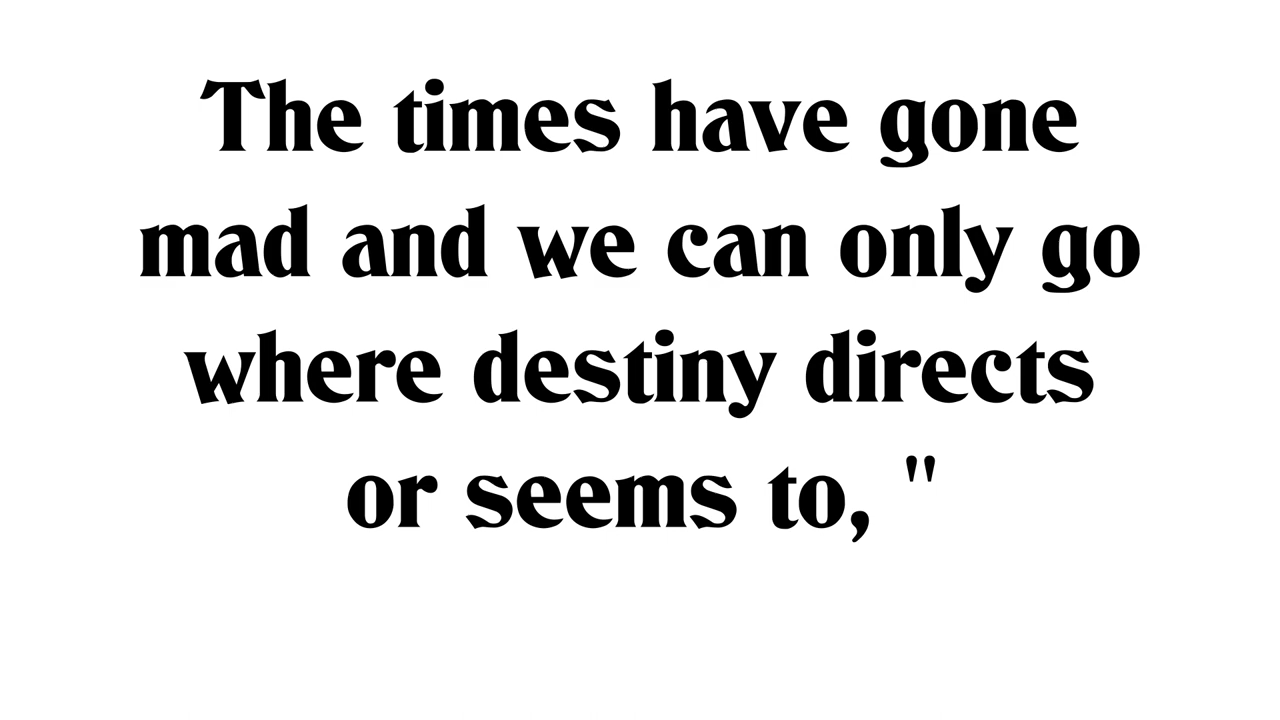 The times have gone
mad and we can only go
where destiny directs
or seems to, "